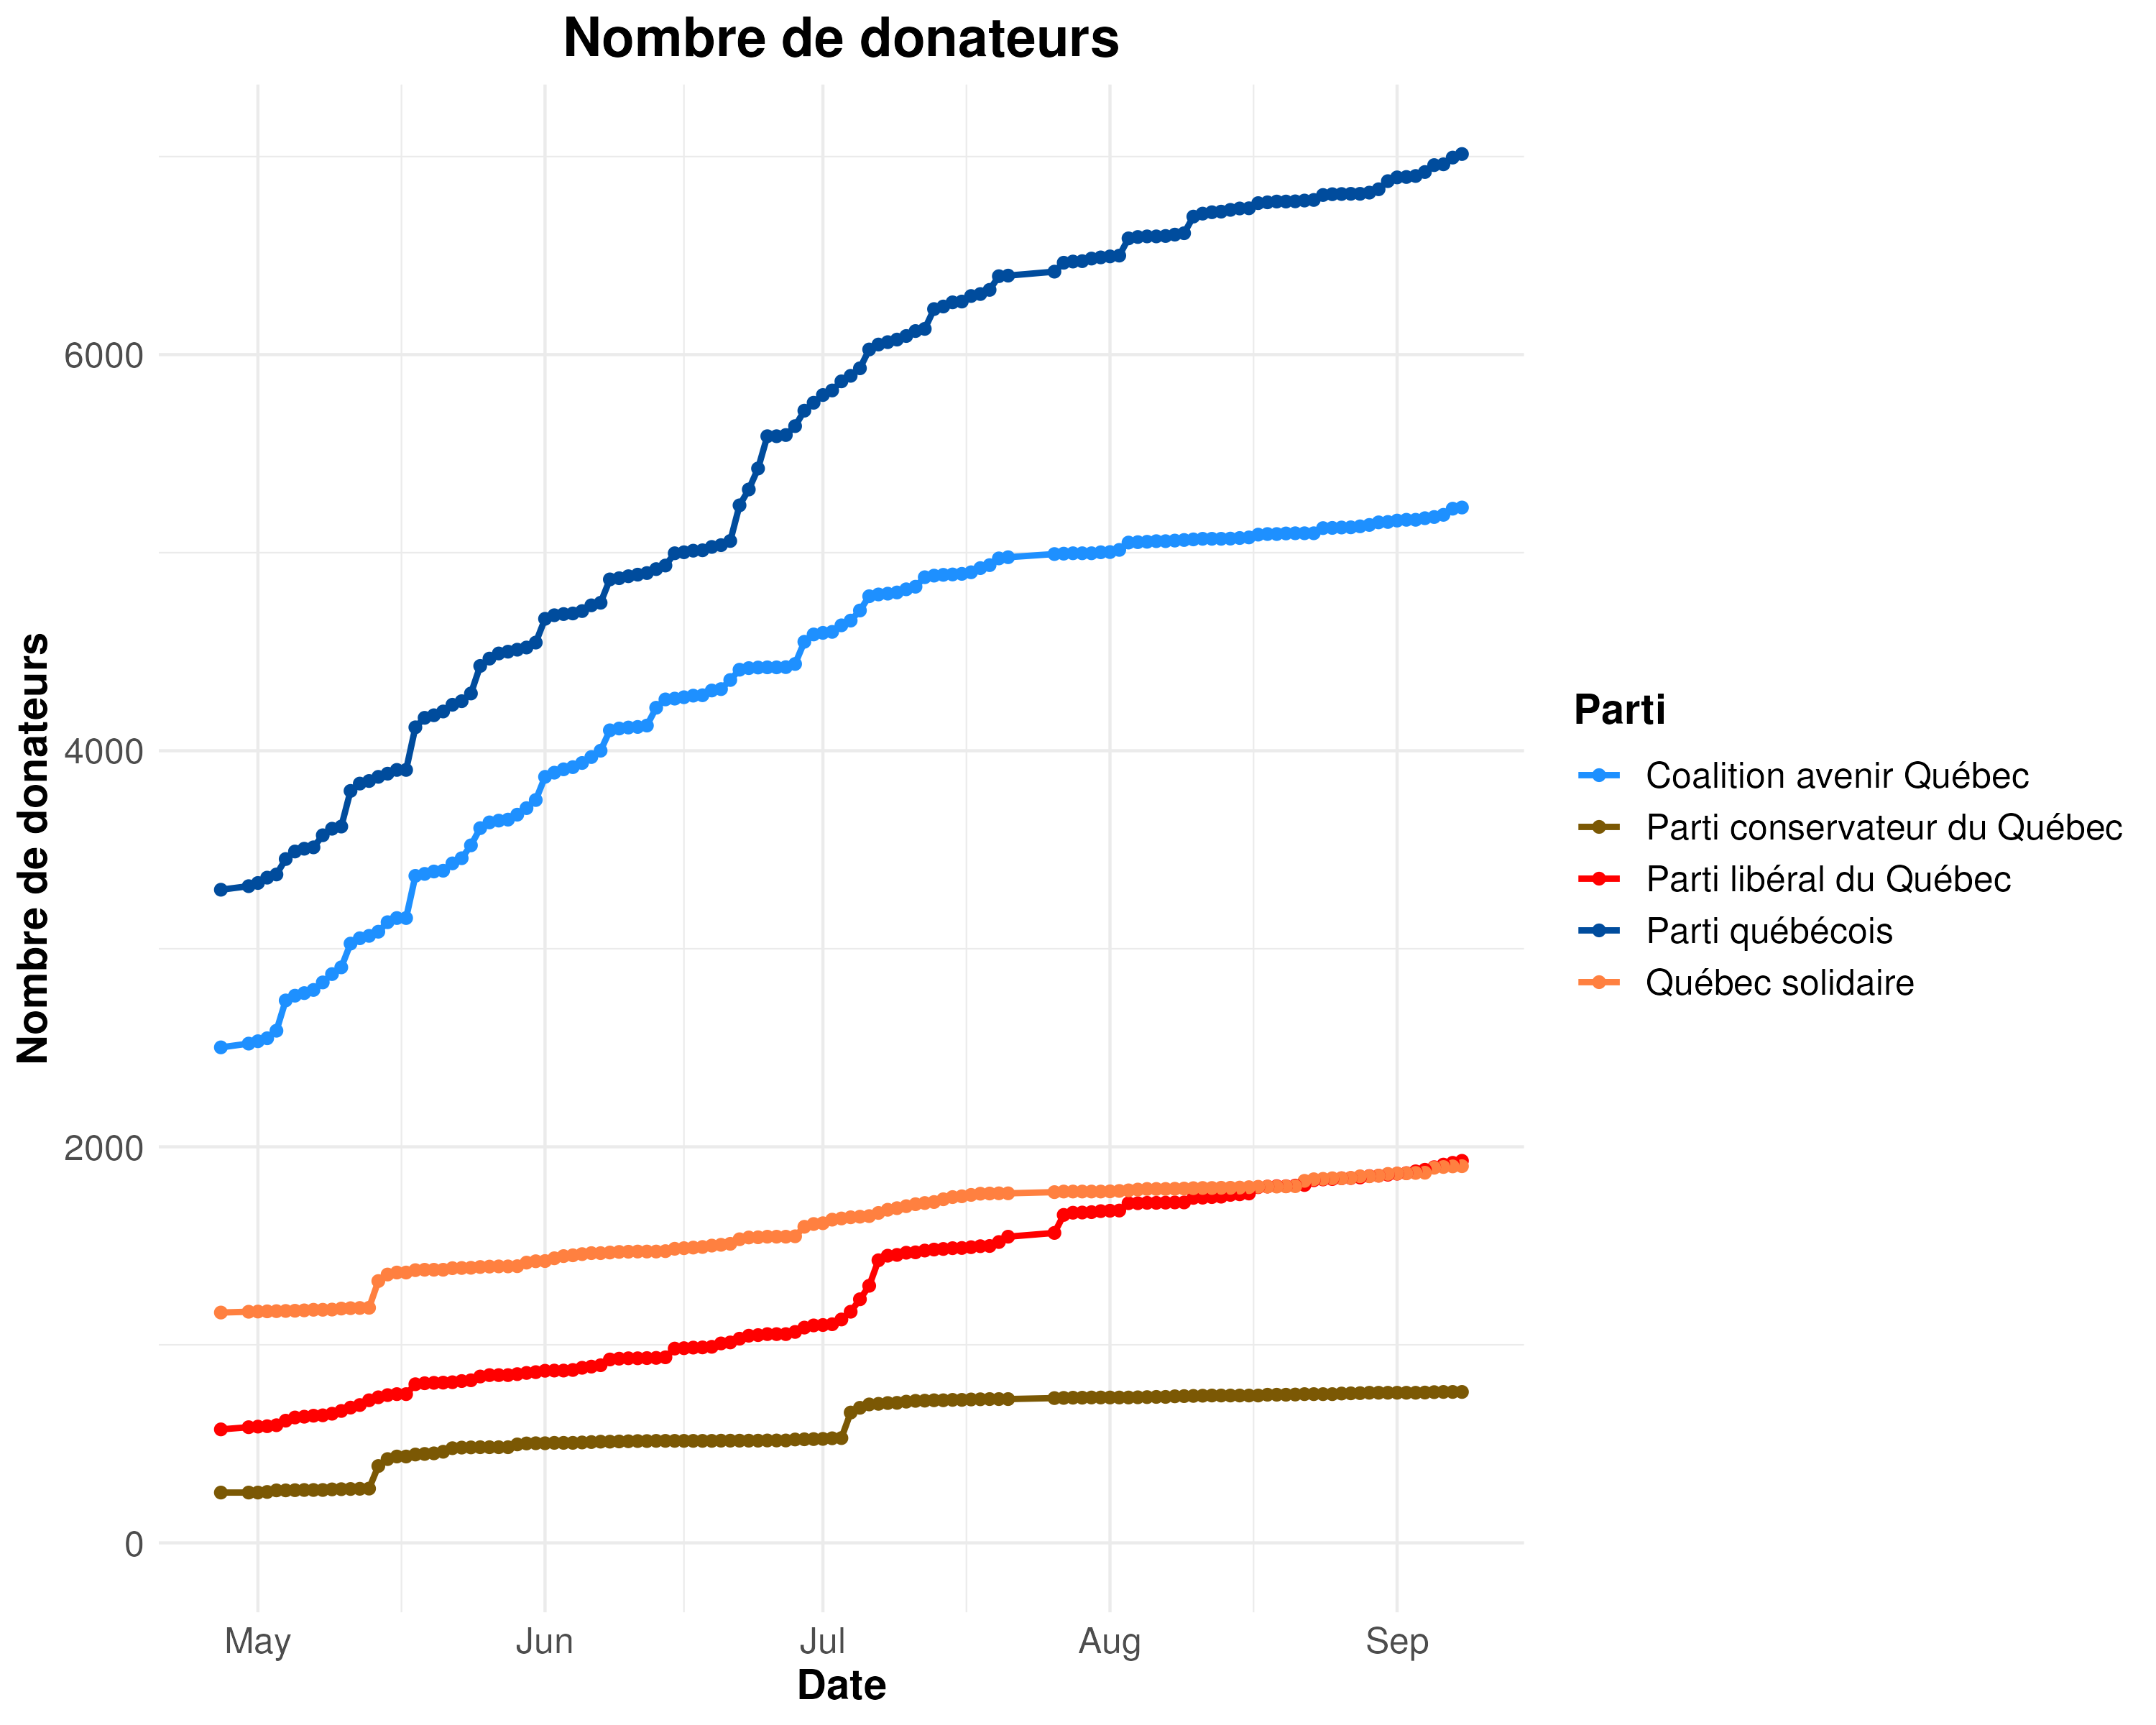 Nombre de donateurs
Nombre de donateurs
6000
4000
2000
0
May
Jun
Jul
Aug
Sep
Date
Parti
Coalition avenir Québec
Parti conservateur du Québec
Parti libéral du Québec
Parti québécois
Québec solidaire